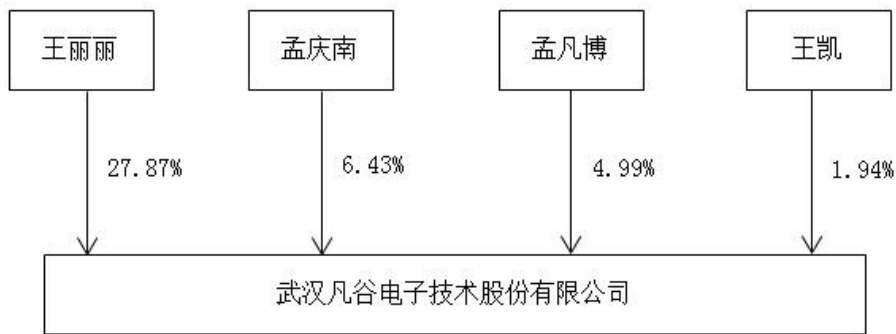 王丽丽
孟庆南
孟凡博
王凯
27.87%
6.43%
4.99%
1.94%
武汉凡谷电子技术股份有限公司